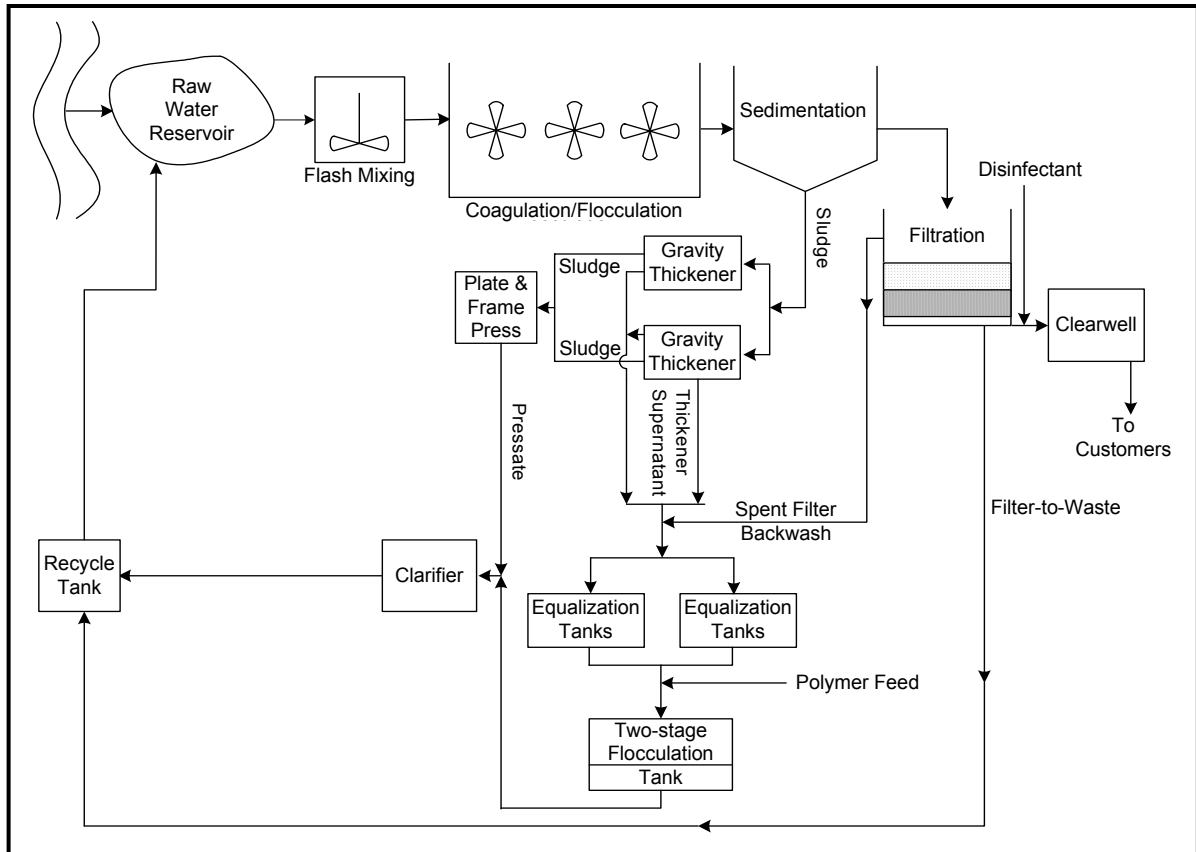 Raw
Water
Reservoir
Flash Mixing
Coagulation/Flocculation
Sedimentation
Disinfectant
Sludge
Filtration
Gravity
Thickener
Sludge
Plate &
Frame
Press
Clearwell
Gravity
Thickener
Sludge
To
Customers
Pressate
Thickener
Supernatant
Spent Filter
Backwash
Filter-to-Waste
Recycle
Tank
Clarifier
Equalization
Tanks
Equalization
Tanks
Polymer Feed
Two-stage
Flocculation
Tank